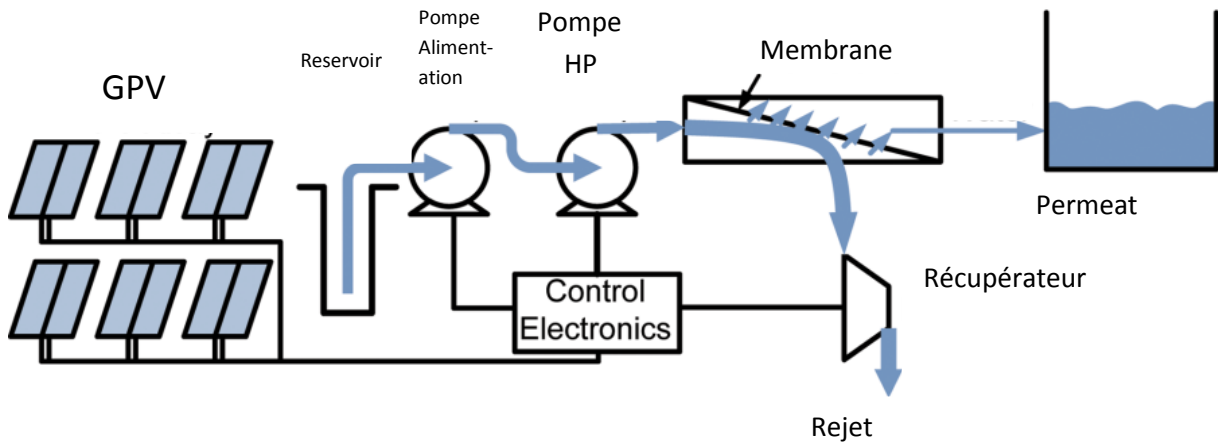 GPV
Reservoir
Pompe
Aliment-
ation
Pompe
HP
Membrane
Permeat
Control
Electronics
Récupérateur
Rejet